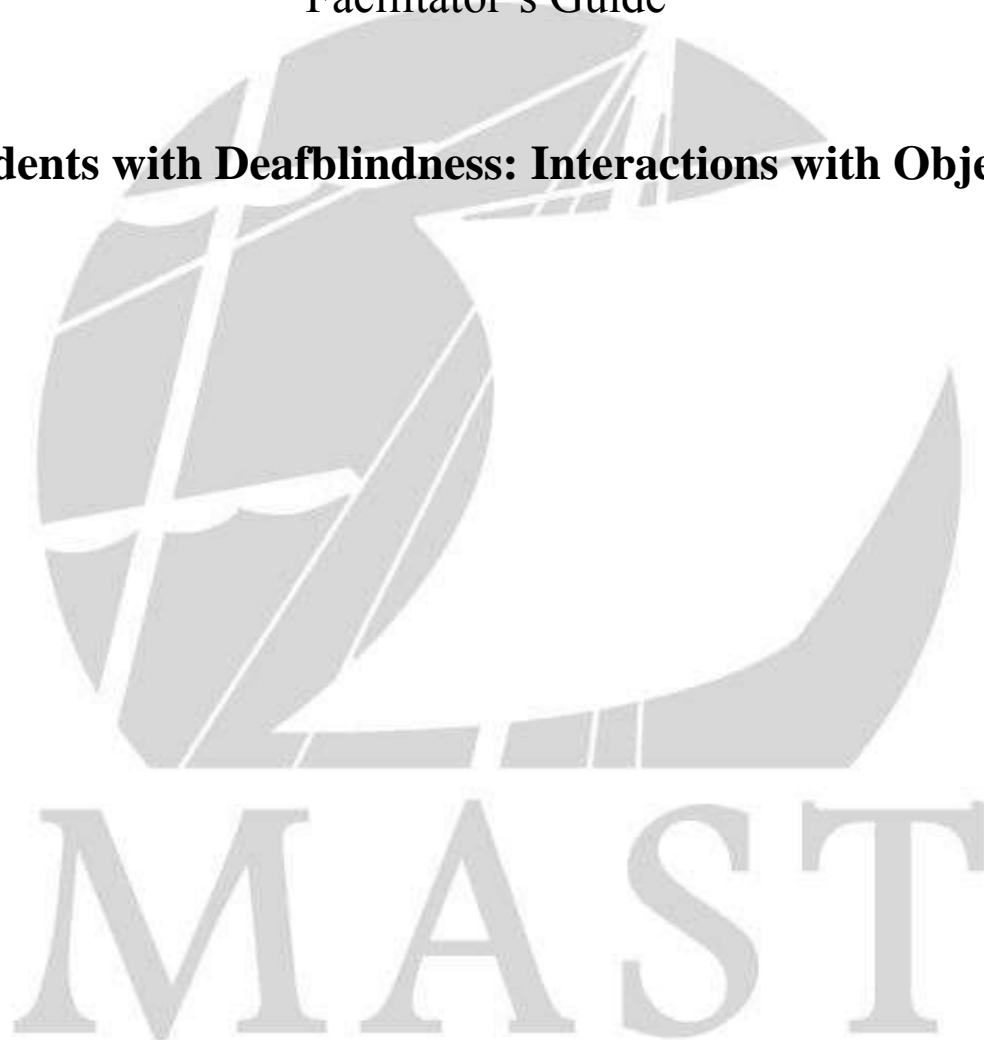 Facilitator's Guide
dents with Deafblindness: Interactions with Obje
MAST